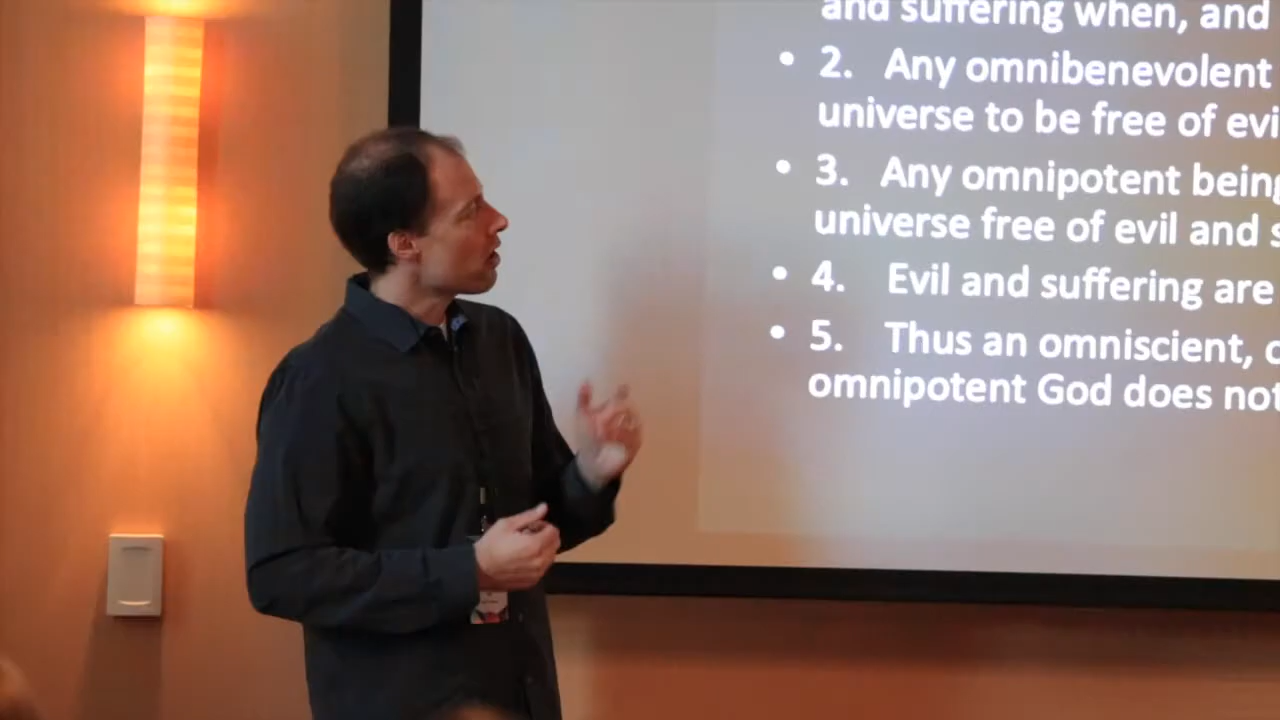 and suffering when, and
• 2. Any omnibenevolent
universe to be free of evi
• 3. Any omnipotent being
universe free of evil and s
• 4. Evil and suffering are
• 5. Thus an omniscient, o
omnipotent God does not